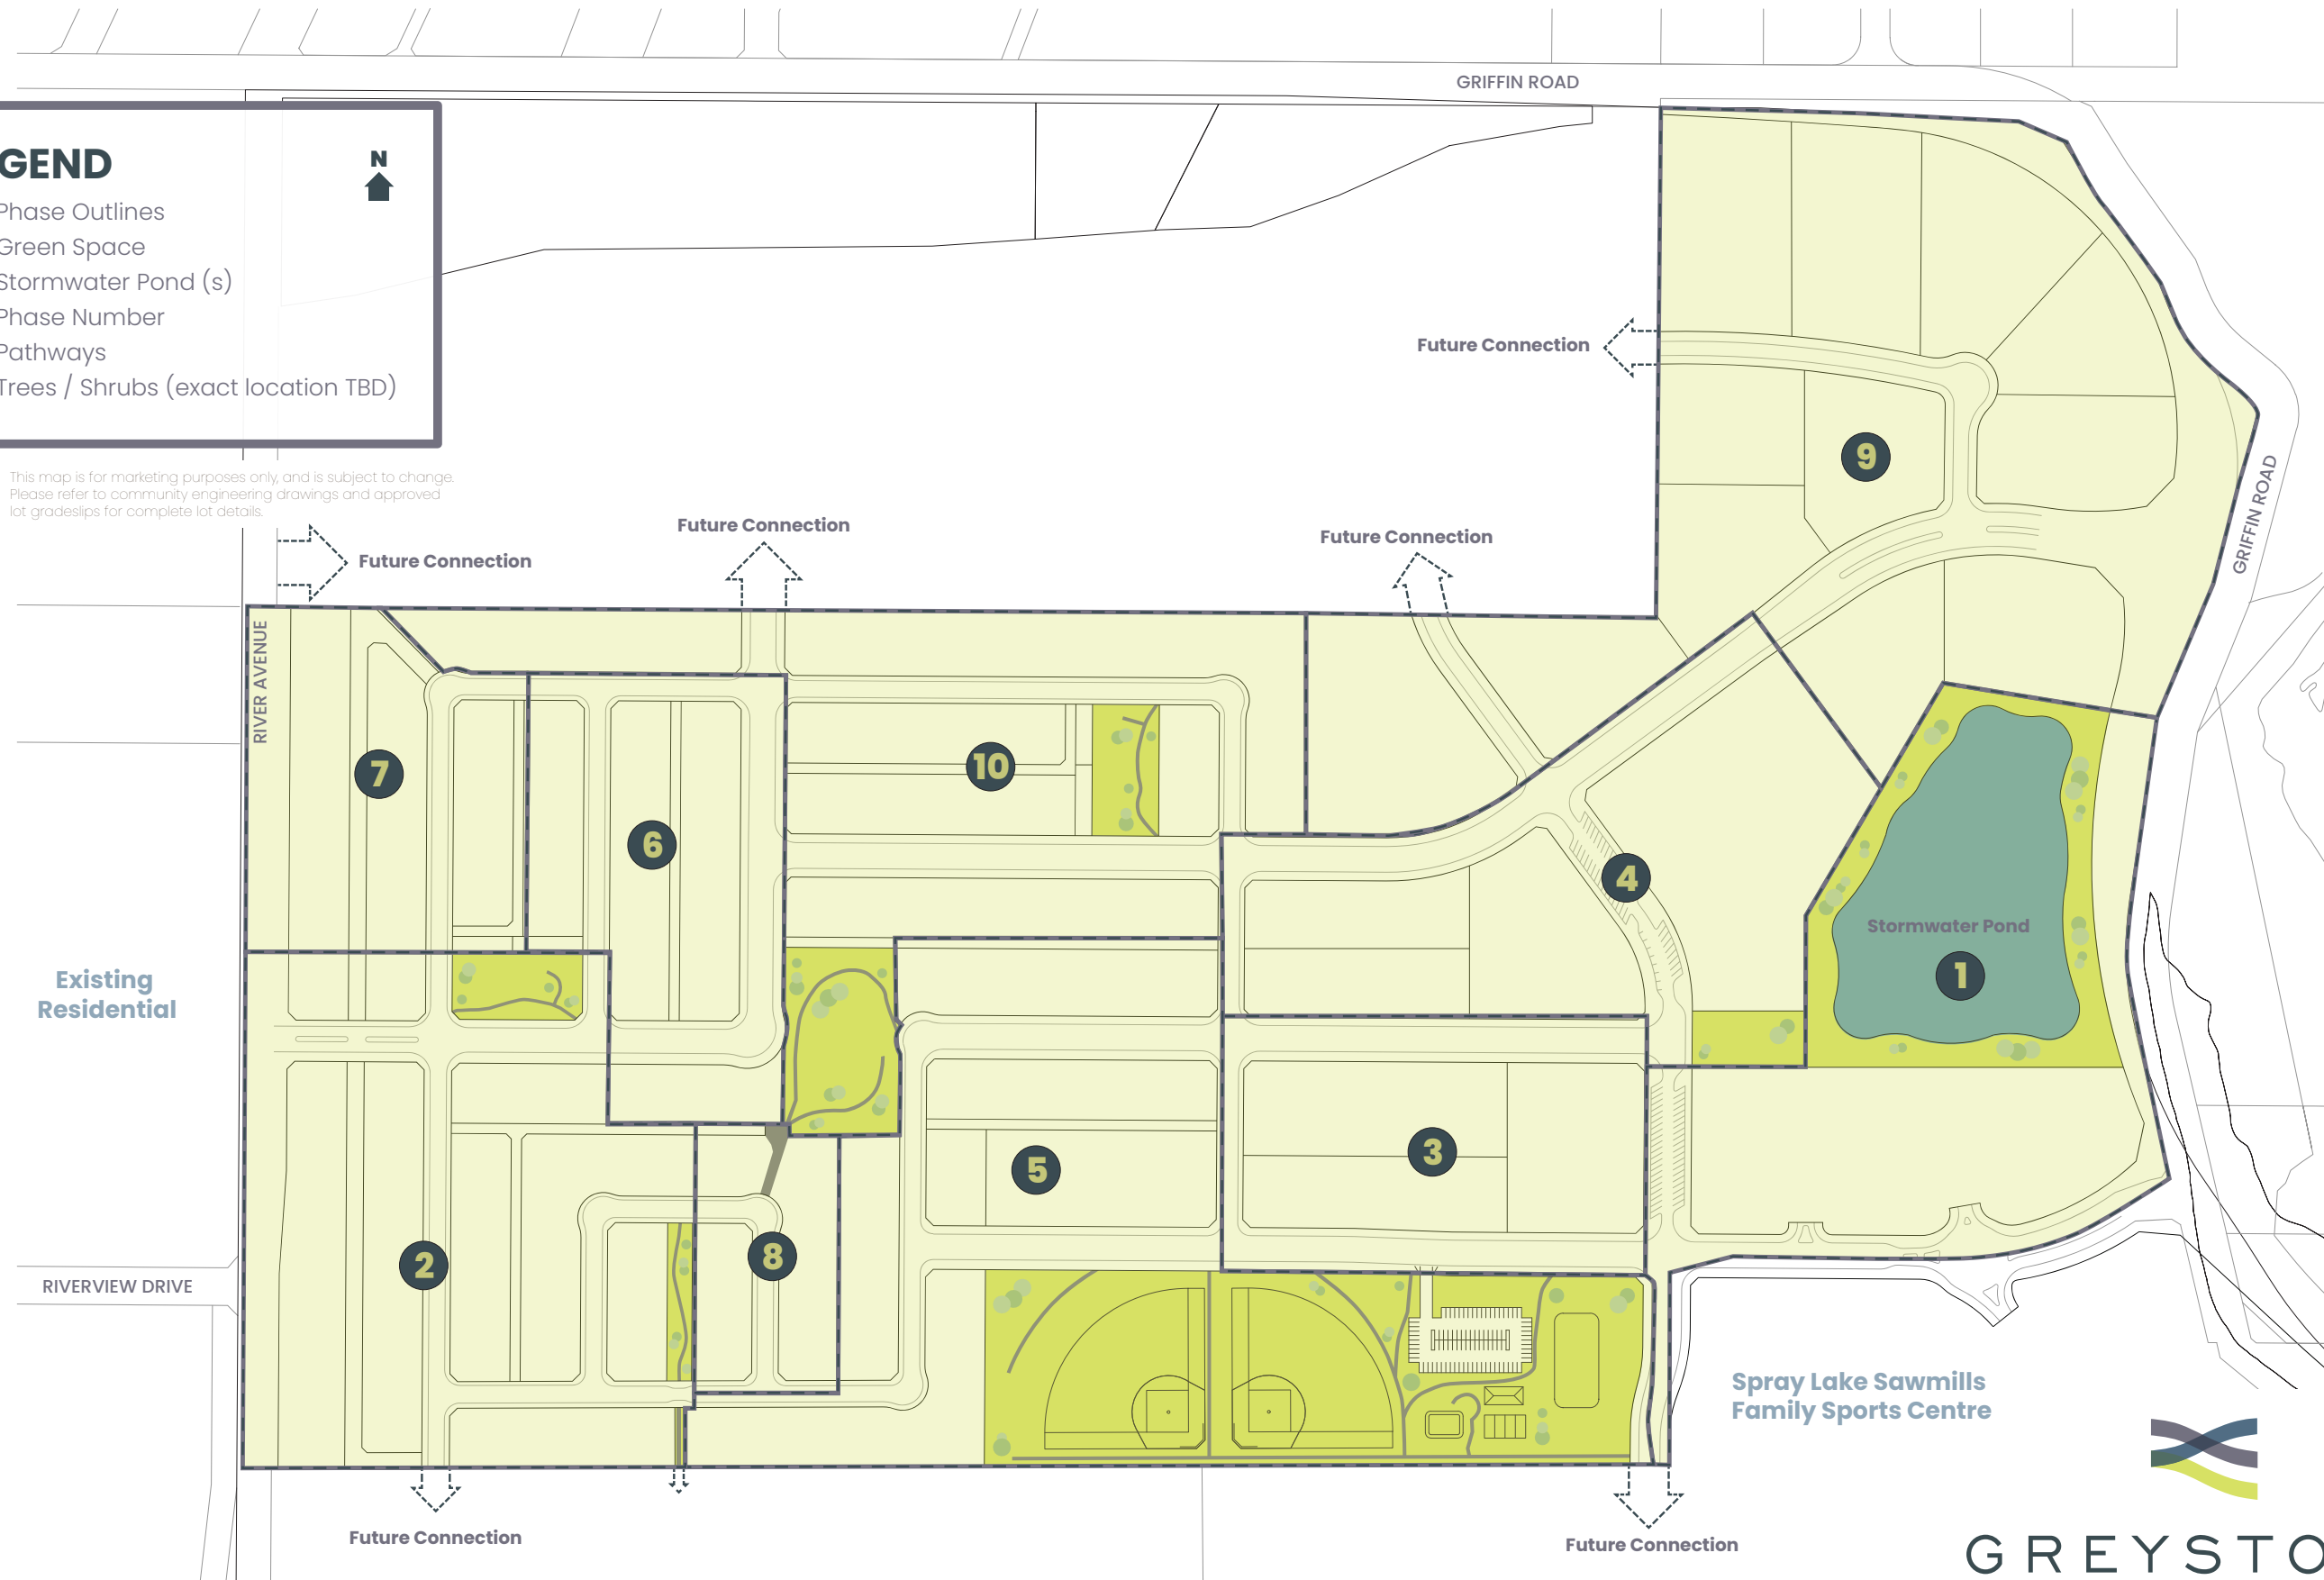 GRIFFIN ROAD
GEND
N
Phase Outlines
Green Space
Stormwater Pond (s)
Phase Number
Pathways
Trees / Shrubs (exact location TBD)
This map is for marketing purposes only, and is subject to change.
Please refer to community engineering drawings and approved
lot gradeslips for complete lot details.
Future Connection
9
GRIFFIN ROAD
Future Connection
Future Connection
Future Connection
RIVER AVENUE
7
6
10
4
Stormwater Pond
1
Existing
Residential
5
3
2
8
RIVERVIEW DRIVE
Spray Lake Sawmills
Family Sports Centre
Future Connection
Future Connection
GREYSTO